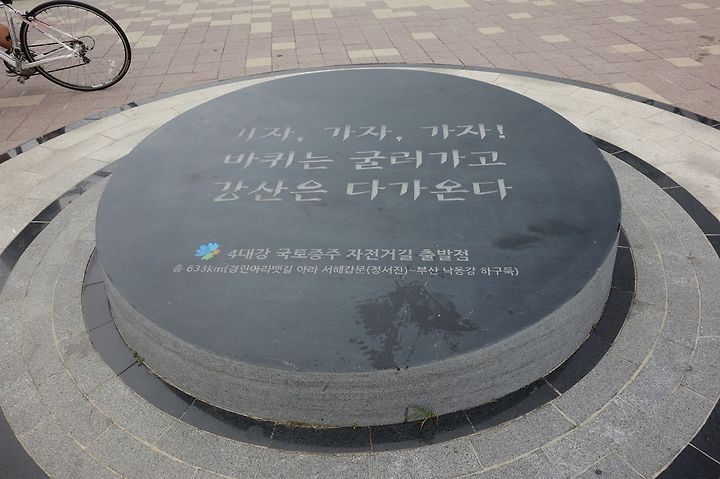 가자, 가자, 가자!
바퀴는 굴러가고
강산은 다가온다
4대강 국토종주 자전거길 출발점
총 633km(경인아라뱃길 아라 서해갑문(정서진)~부산 낙동강 하구둑)